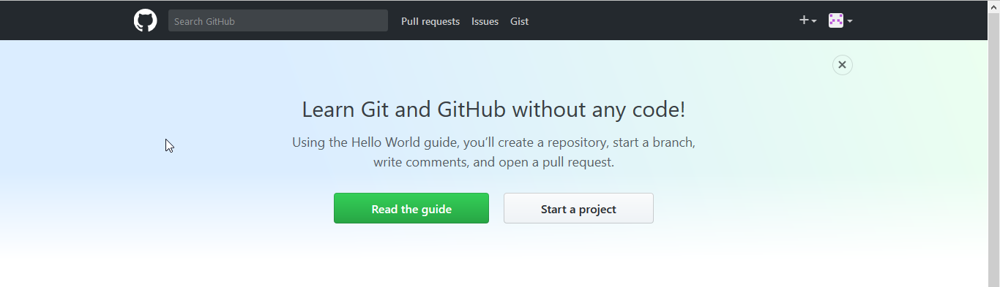 Search GitHub
Pull requests
Issues
Gist
Learn Git and GitHub without any code!
Using the Hello World guide, you’ll create a repository, start a branch,
write comments, and open a pull request.
Read the guide
Start a project